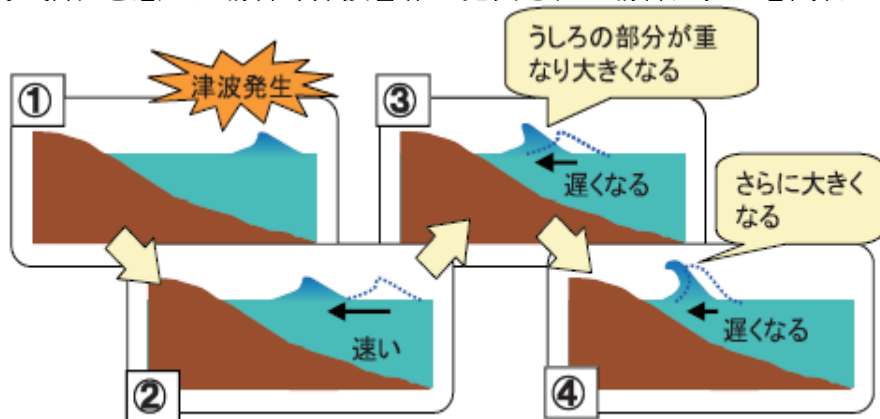 ①
津波発生
②
速い
③
うしろの部分が重
なり大きくなる
遅くなる
④
さらに大きく
なる
遅くなる